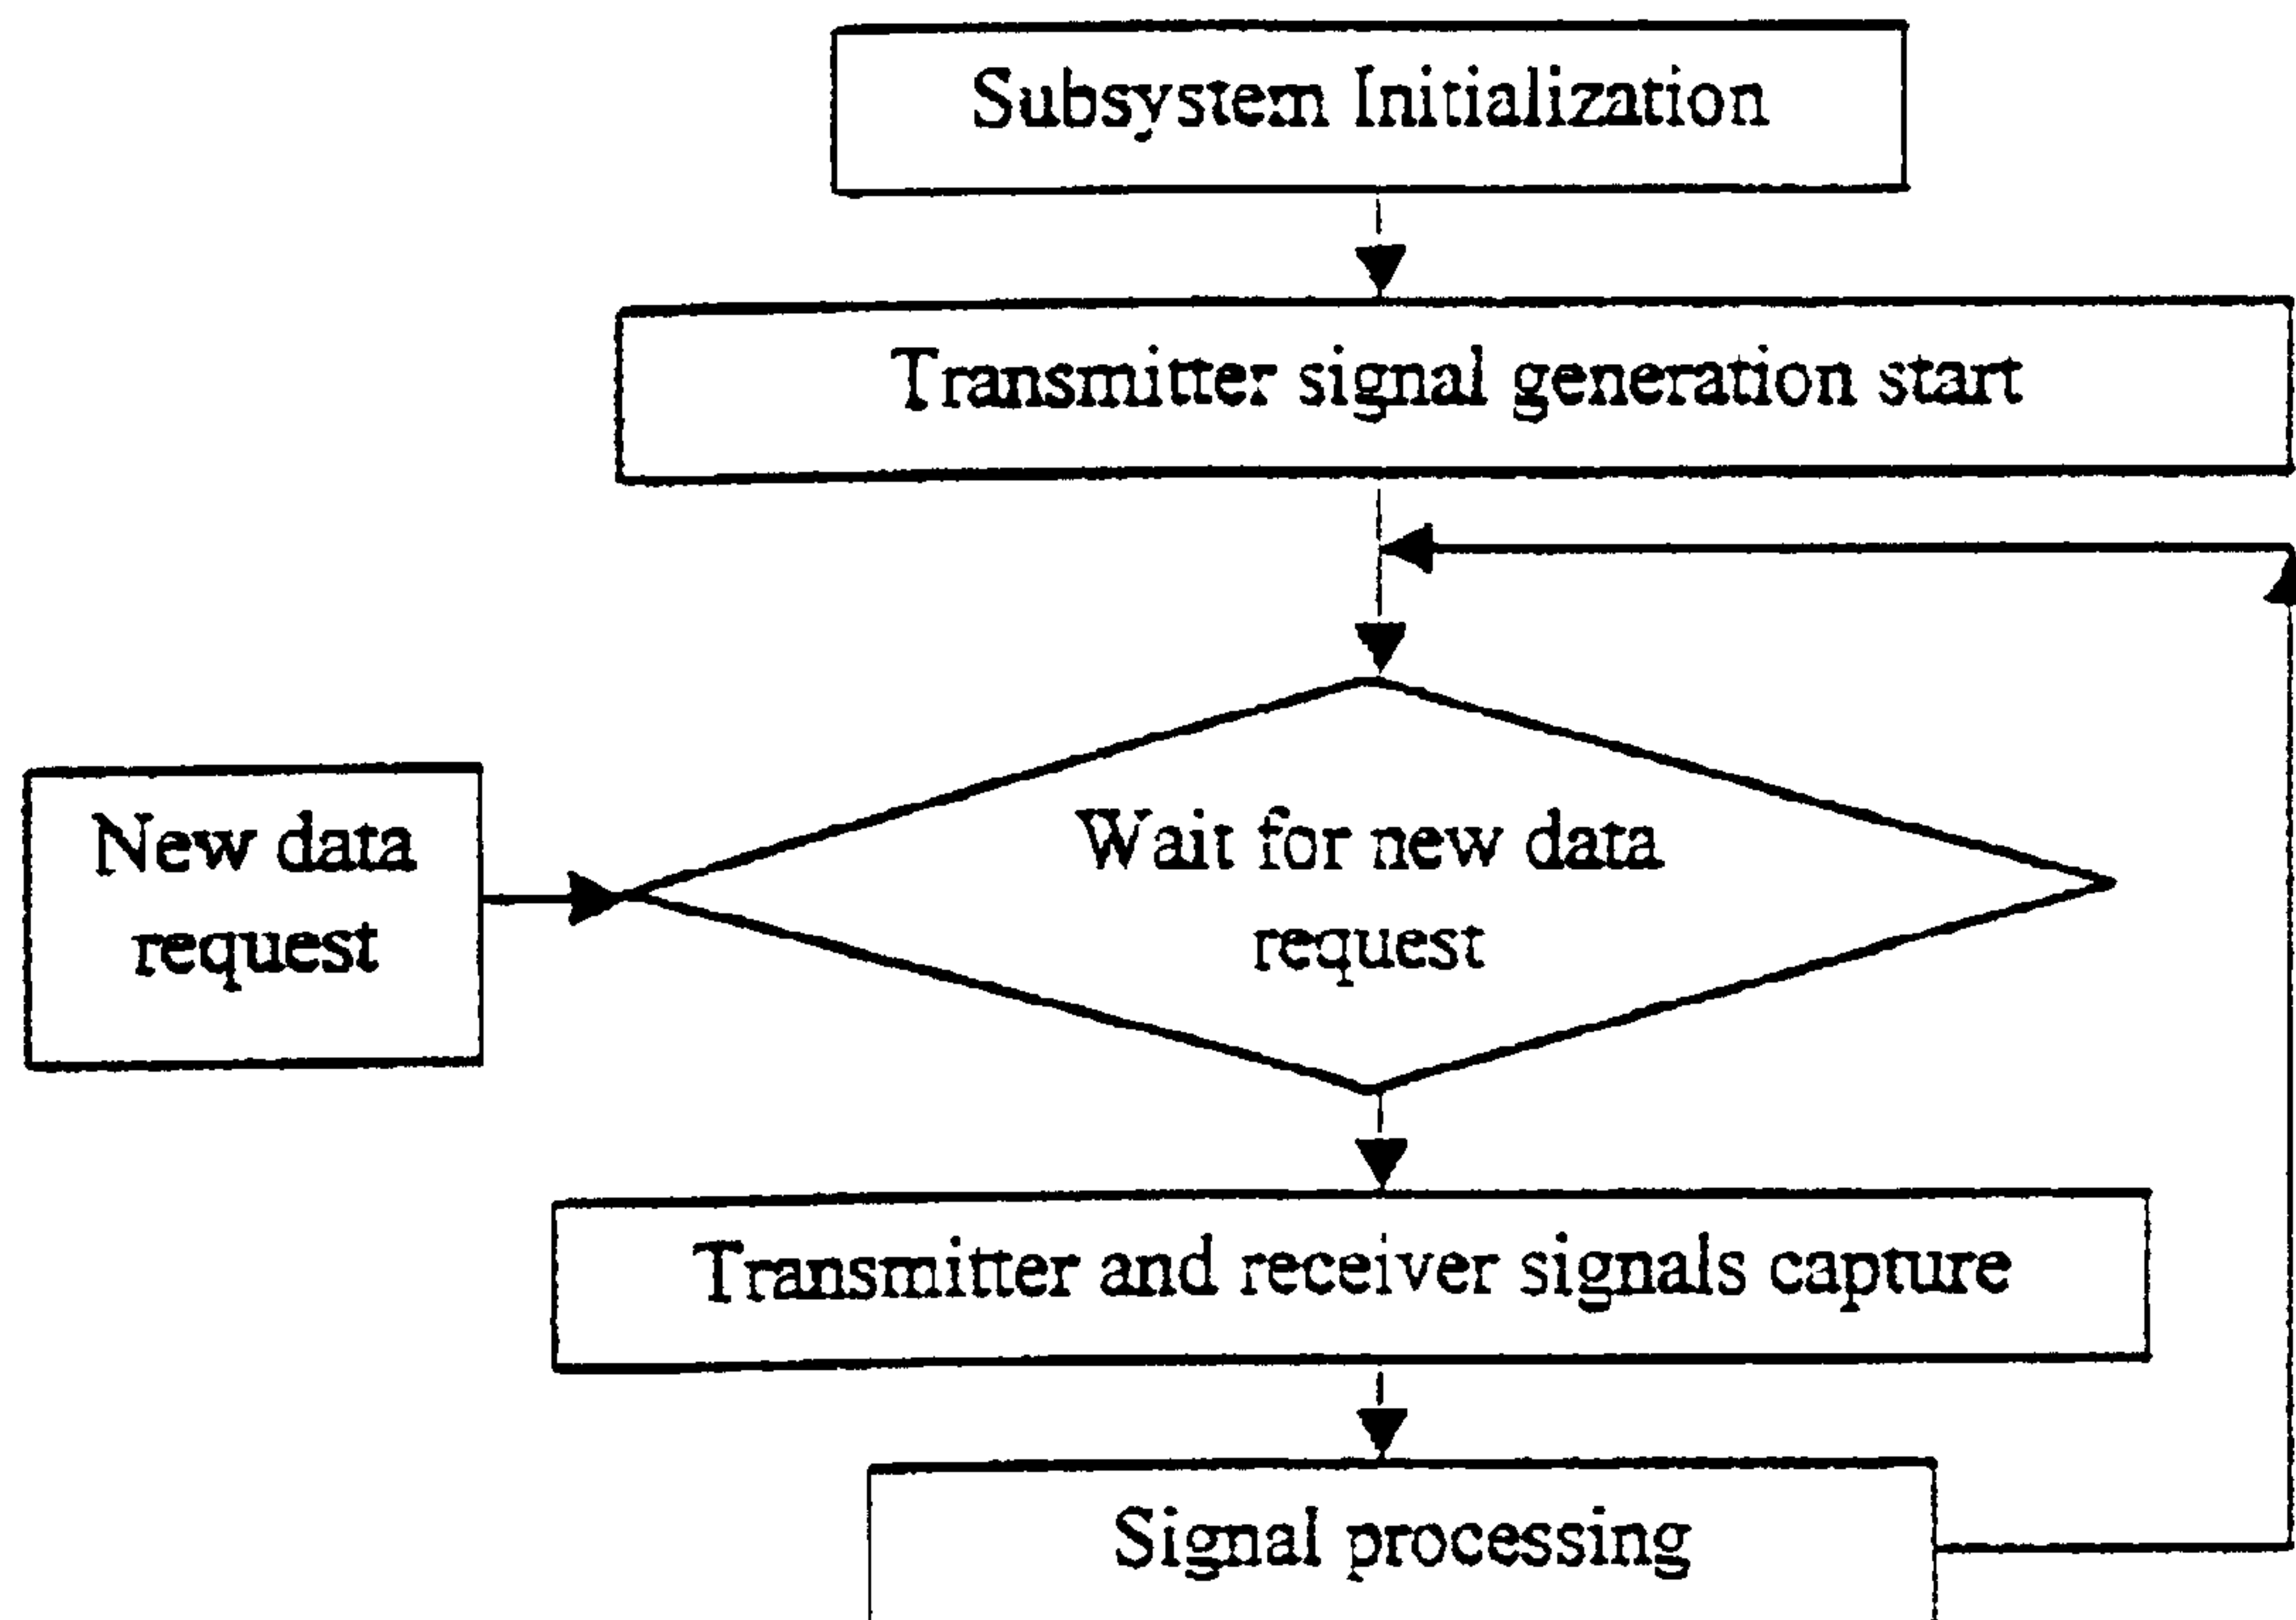 Subsystem Initialization
Transmitter signal generation start
New data
request
Wait for new data
request
Transmitter and receiver signals capture
Signal processing